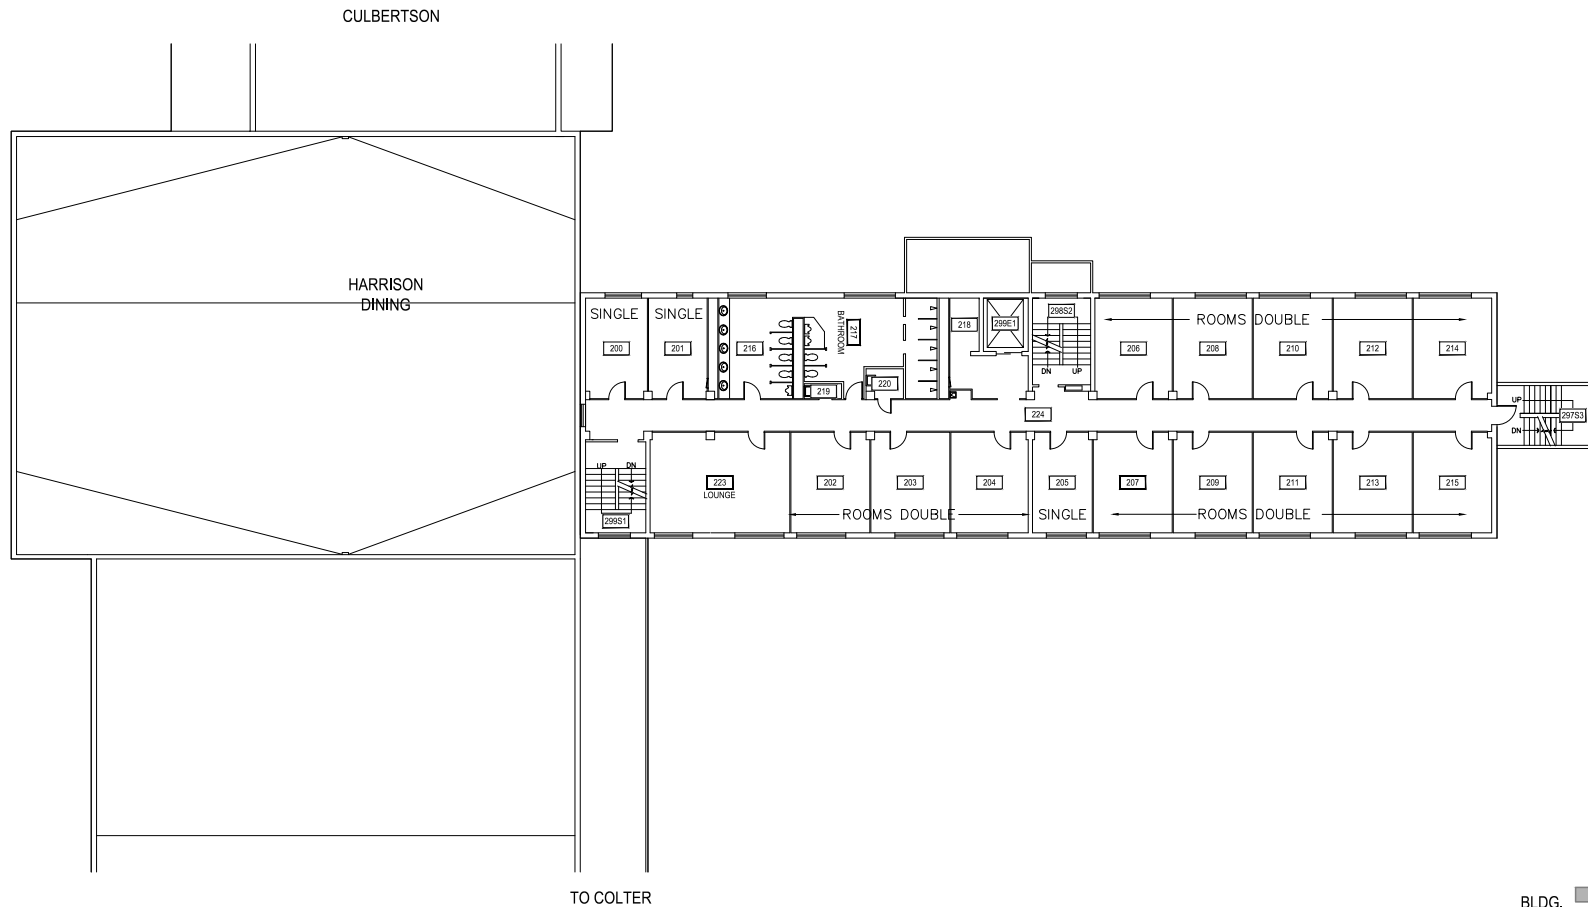 CULBERTSON
HARRISON
DINING
SINGLE
SINGLE
200
201
216
BATHROOM
217
219
220
218
299E1
298S2
DN
UP
ROOMS DOUBLE
206
208
210
212
214
224
UP
DN
297S3
UP
DN
299S1
223
LOUNGE
202
203
204
ROOMS DOUBLE
205
SINGLE
207
209
211
213
215
ROOMS DOUBLE
TO COLTER
BLDG.